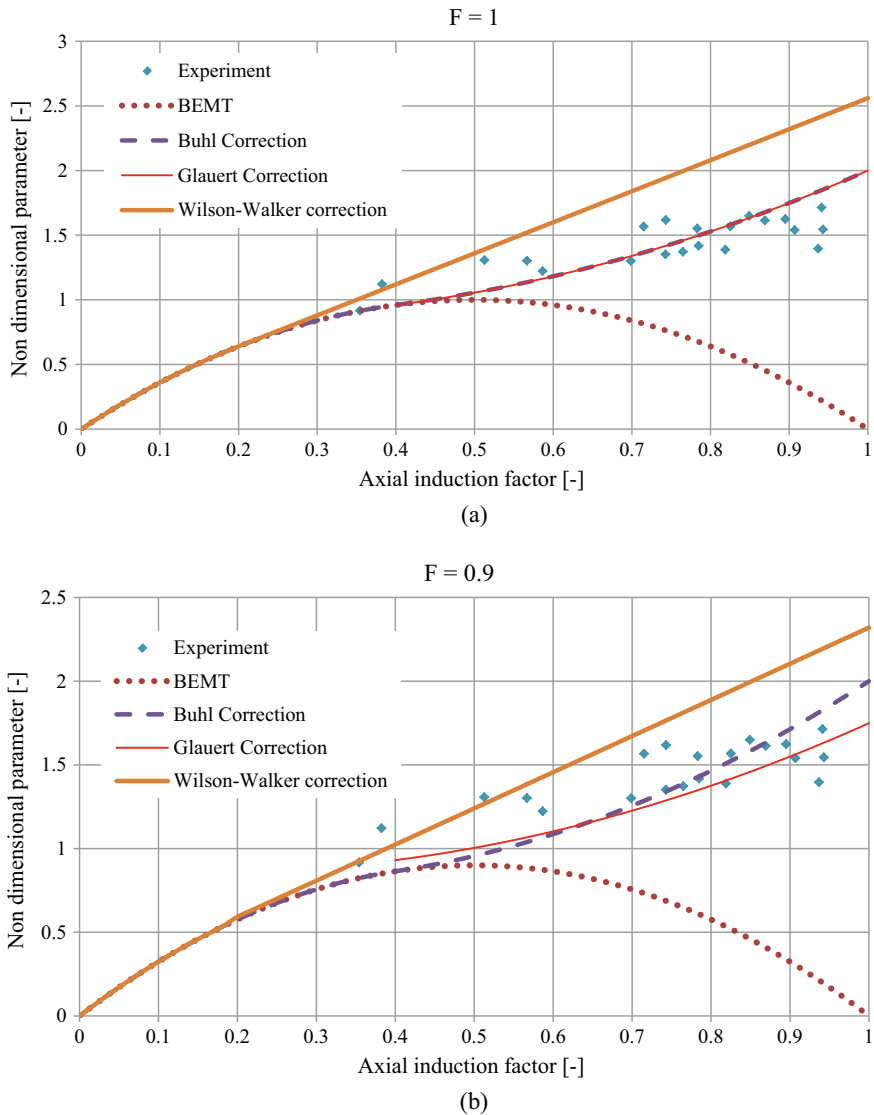 F = 1
Non dimensional parameter [-]
3
2.5
2
1.5
1
0.5
0
Experiment
BEMT
Buhl Correction
Glauert Correction
Wilson-Walker correction
0 0.1 0.2 0.3 0.4 0.5 0.6 0.7 0.8 0.9 1
Axial induction factor [-]
(a)
F = 0.9
Non dimensional parameter [-]
2.5
2
1.5
1
0.5
0
Experiment
BEMT
Buhl Correction
Glauert Correction
Wilson-Walker correction
0 0.1 0.2 0.3 0.4 0.5 0.6 0.7 0.8 0.9 1
Axial induction factor [-]
(b)